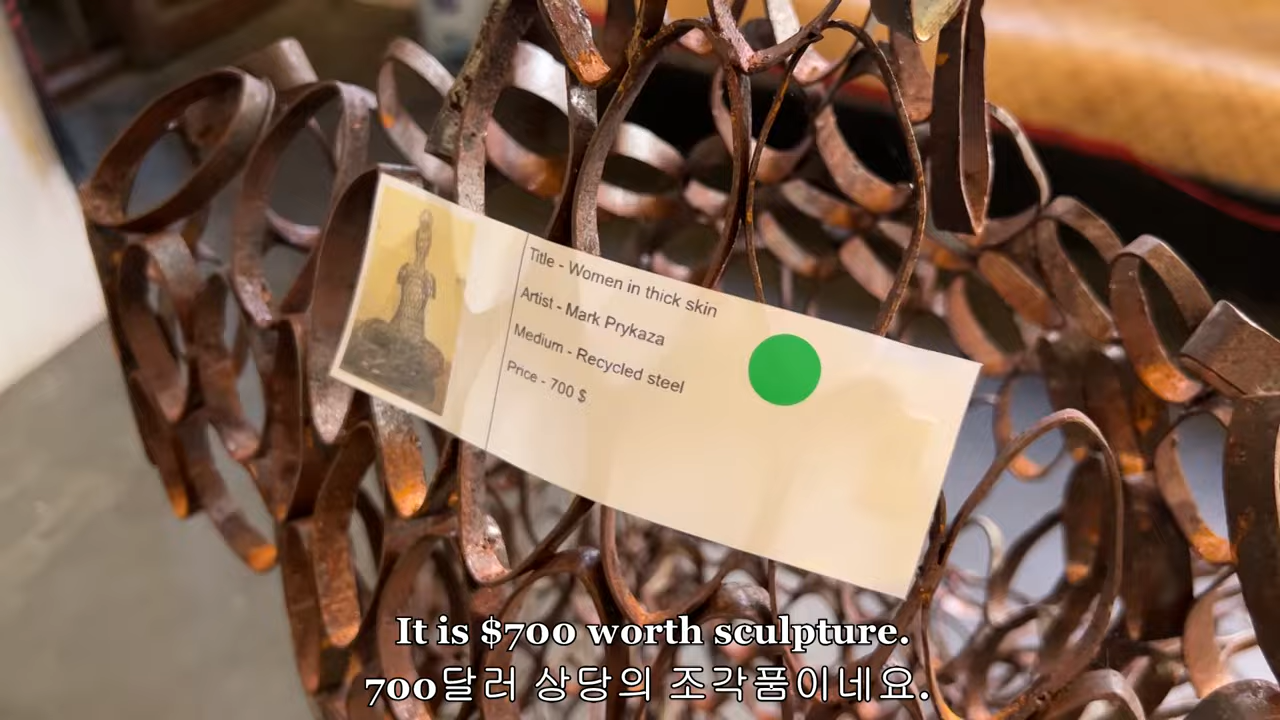 Title - Women in thick skin
Artist - Mark Prykaza
Medium - Recycled steel
Price - 700 $
It is $700 worth sculpture.
700달러 상당의 조각품이네요.